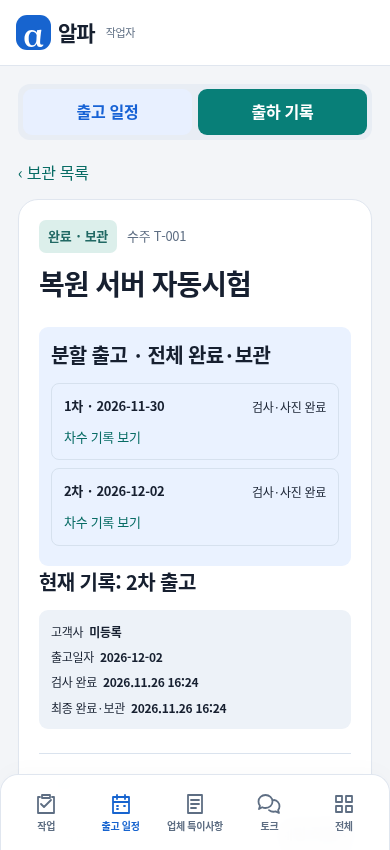 α 알파 작업자
출고 일정 출하 기록
‹ 보관 목록
완료 · 보관 수주 T-001
복원 서버 자동시험
분할 출고 · 전체 완료·보관
1차 · 2026-11-30 검사·사진 완료
차수 기록 보기
2차 · 2026-12-02 검사·사진 완료
차수 기록 보기
현재 기록: 2차 출고
고객사 미등록
출고일자 2026-12-02
검사 완료 2026.11.26 16:24
최종 완료·보관 2026.11.26 16:24
작업 출고 일정 업체 특이사항 토크 전체